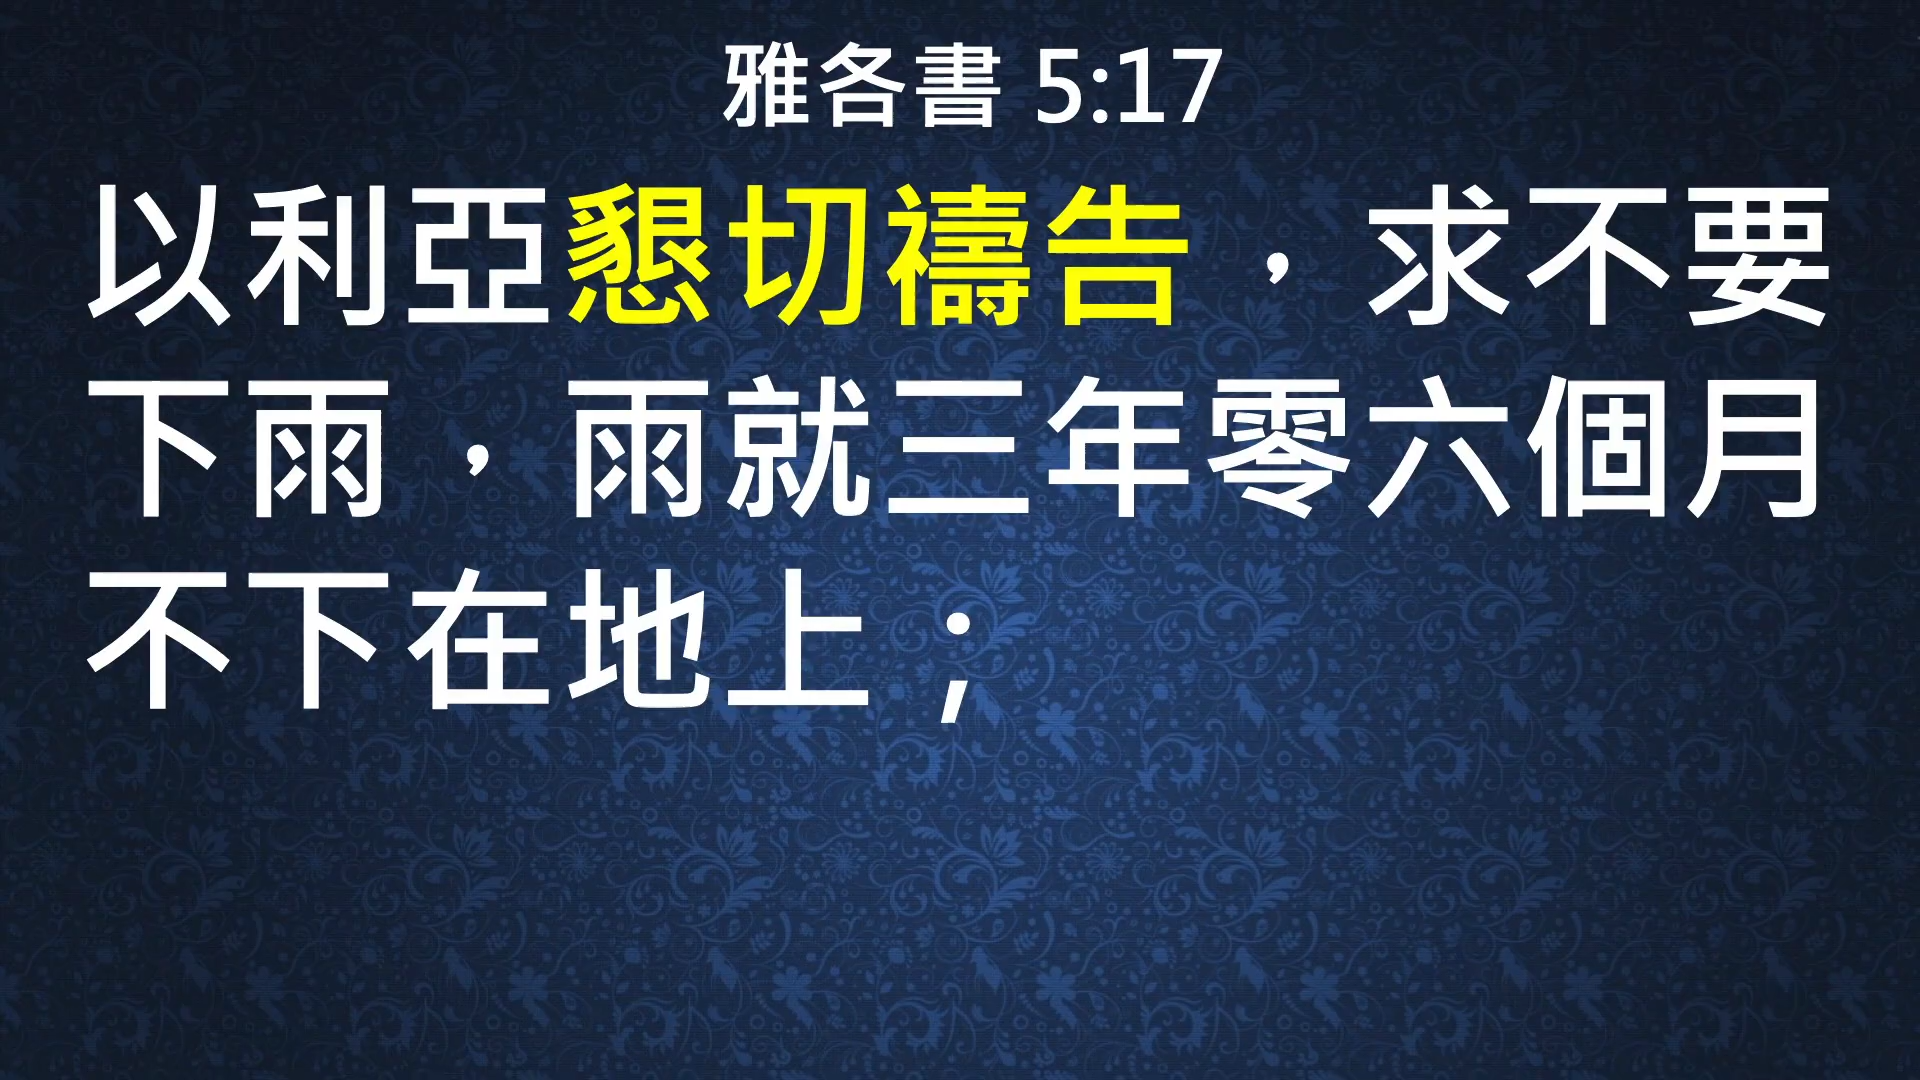 雅各書 5:17
以利亞懇切禱告，求不要
下雨，雨就三年零六個月
不下在地上；